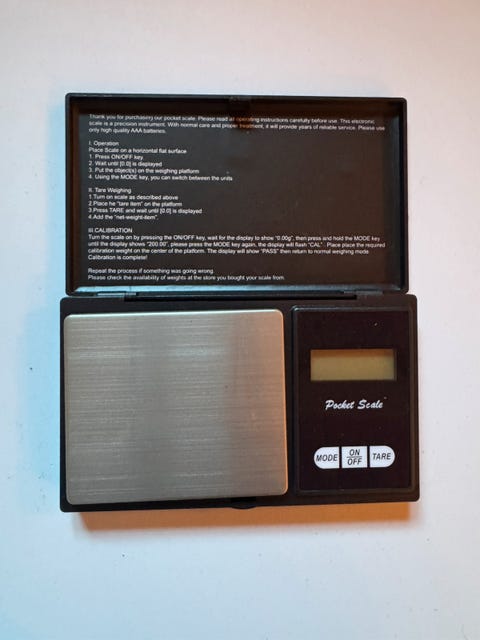 Thank you for purchasing our pocket scale. Please read all operating instructions carefully before use. This electronic
scale is a precision instrument. With normal care and proper treatment, it will provide years of reliable service. Please use
only high quality AAA batteries.
I. Operation
Place Scale on a horizontal flat surface
1. Press ON/OFF key
2. Wait until [0.0] is displayed
3. Put the object(s) on the weighing platform
4. Using the MODE key, you can switch between the units
II. Tare Weighing
1.Turn on scale as described above
2.Place he "tare item" on the platform
3.Press TARE and wait until [0.0] is displayed
4.Add the "net-weight-item".
III.CALIBRATION
Turn the scale on by pressing the ON/OFF key, wait for the display to show "0.00g", then press and hold the MODE key
until the display shows "200.00", please press the MODE key again, the display will flash "CAL". Place place the required
calibration weight on the center of the platform. The display will show "PASS" then return to normal weighing mode
Calibration is complete!
Repeat the process if something was going wrong.
Please check the availability of weights at the store you bought your scale from.
Pocket Scale
MODE ON/OFF TARE